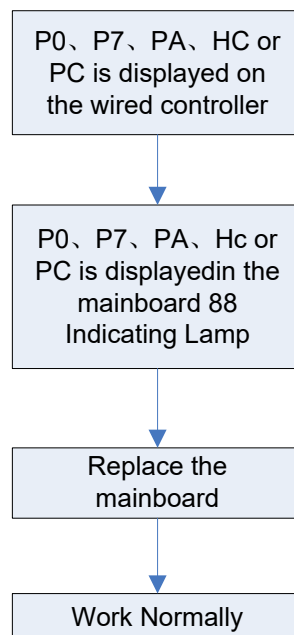 P0、P7、PA、HC or
PC is displayed on
the wired controller
P0、P7、PA、Hc or
PC is displayedin the
mainboard 88
Indicating Lamp
Replace the
mainboard
Work Normally